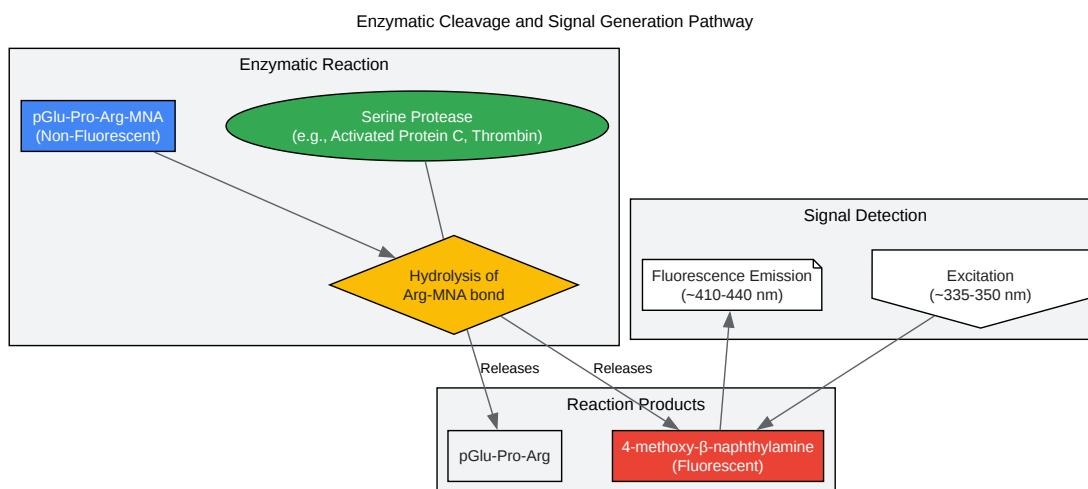 Enzymatic Cleavage and Signal Generation Pathway
Enzymatic Reaction
pGlu-Pro-Arg-MNA
(Non-Fluorescent)
Serine Protease
(e.g., Activated Protein C, Thrombin)
Hydrolysis of
Arg-MNA bond
Signal Detection
Fluorescence Emission
(~410-440 nm)
Excitation
(~335-350 nm)
Releases
Releases
Reaction Products
pGlu-Pro-Arg
4-methoxy-β-naphthylamine
(Fluorescent)